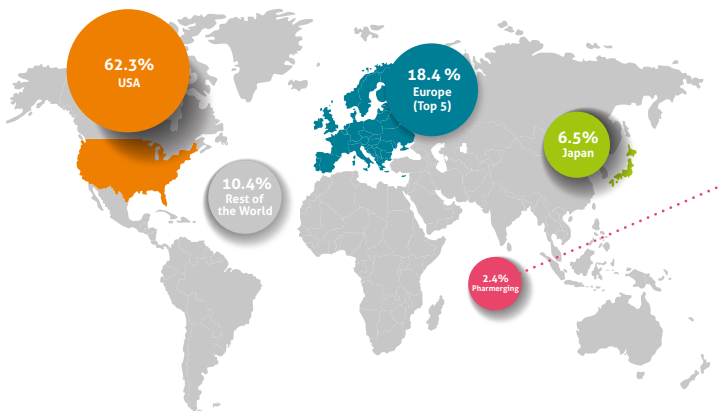 62.3%
USA
18.4 %
Europe
(Top 5)
6.5%
Japan
10.4%
Rest of
the World
2.4%
Pharmerging